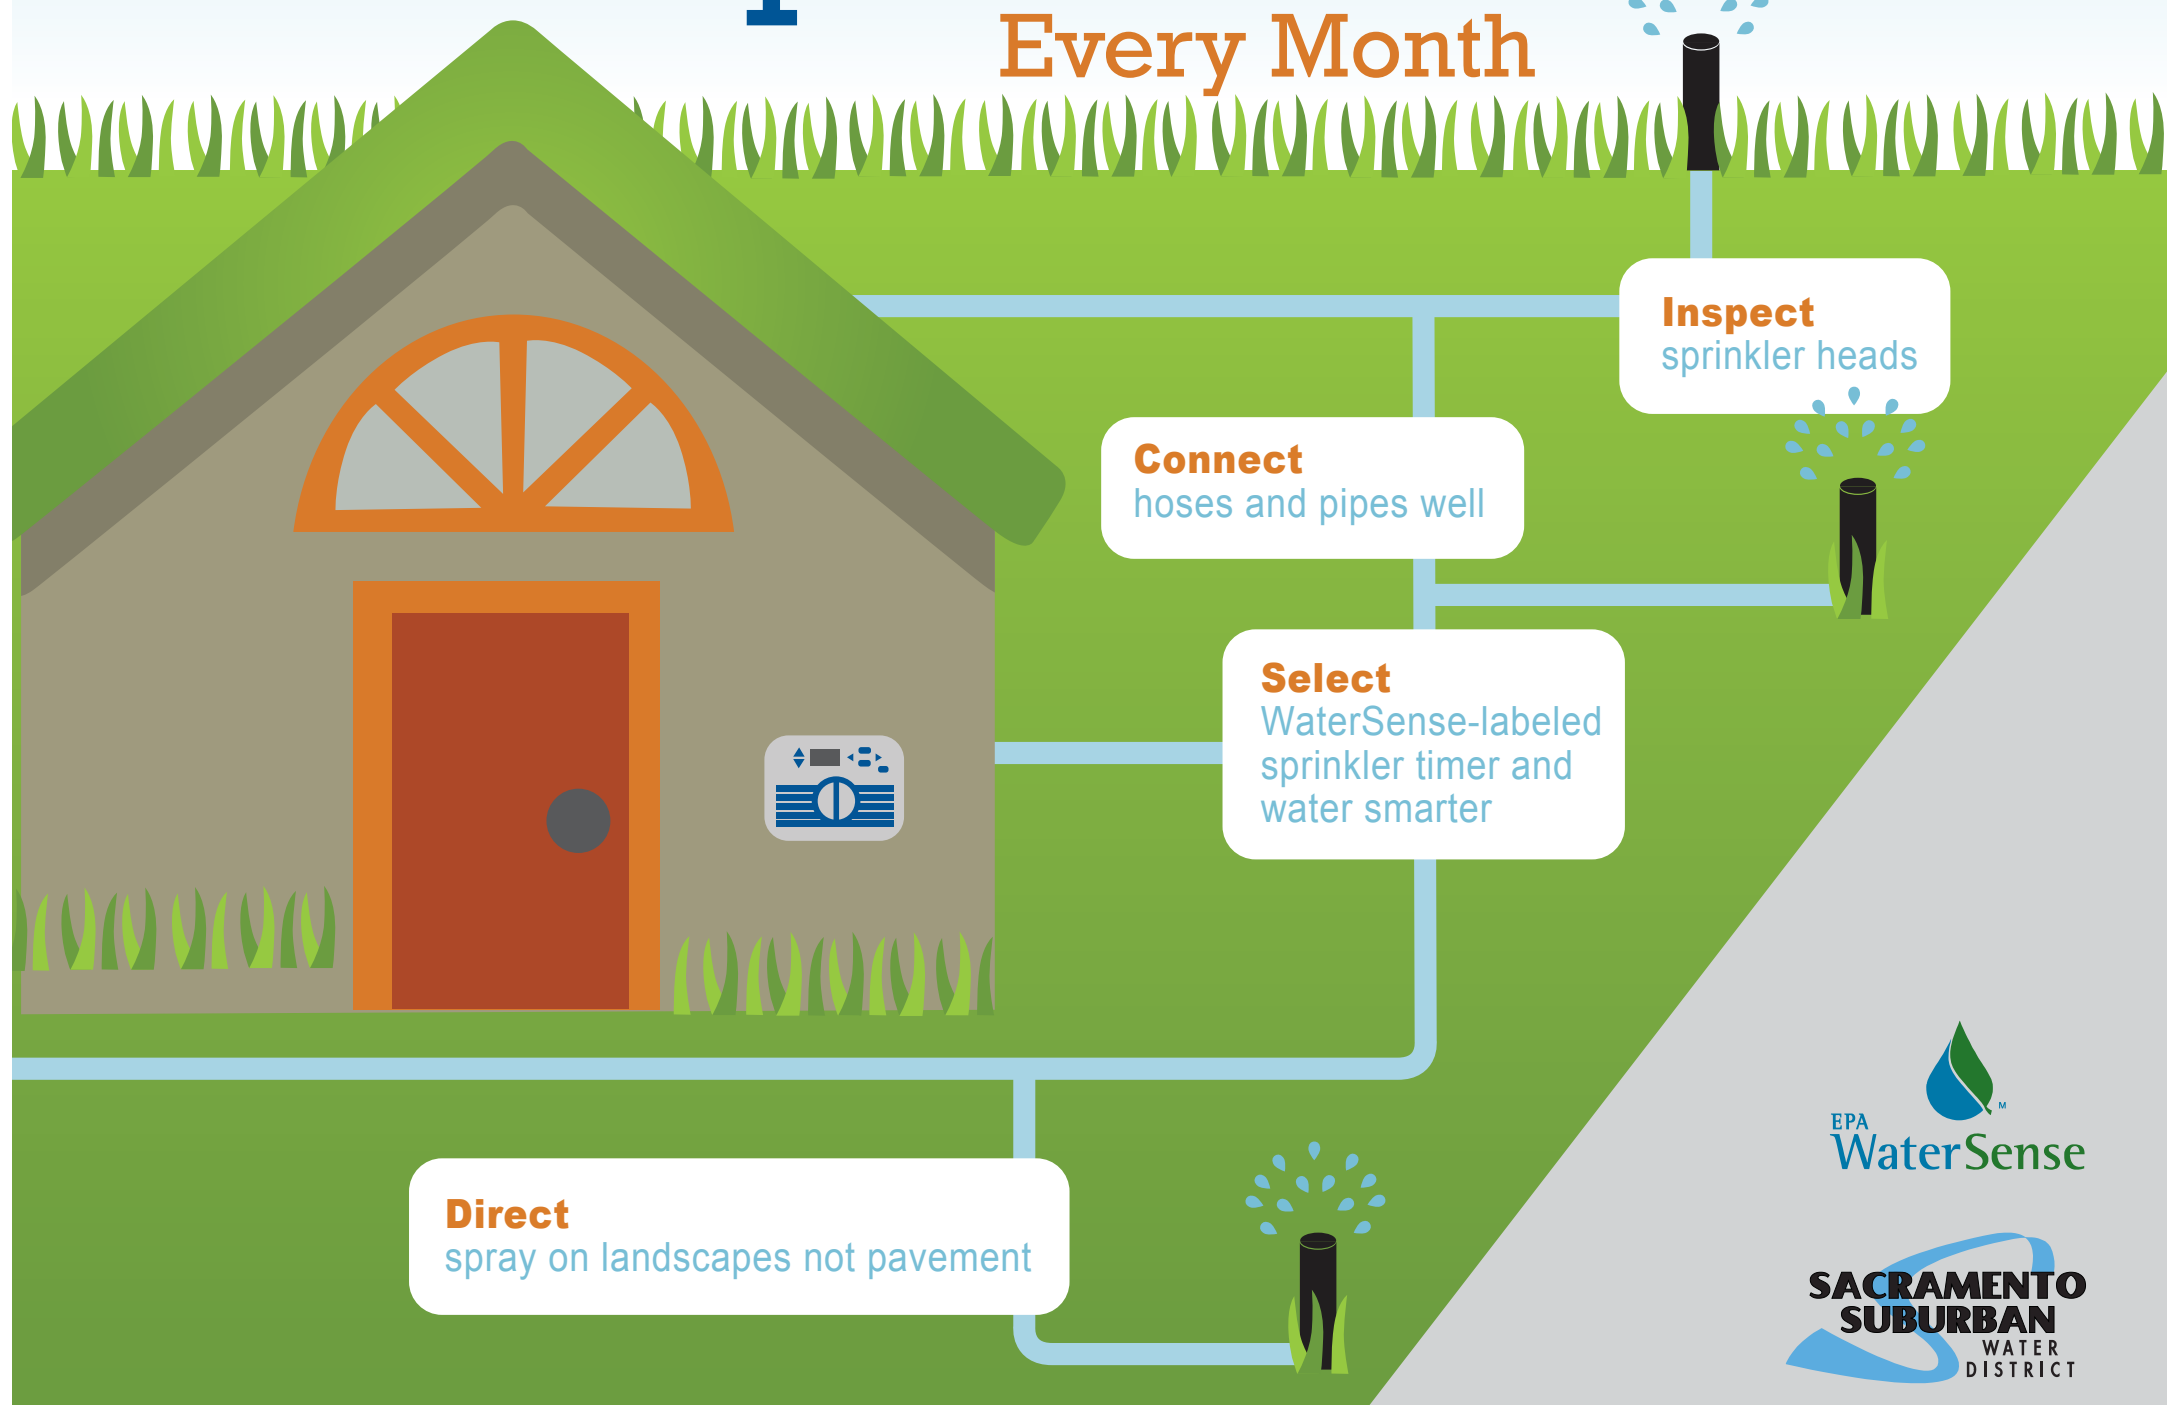 Every Month
Inspect
sprinkler heads
Connect
hoses and pipes well
Select
WaterSense-labeled
sprinkler timer and
water smarter
Direct
spray on landscapes not pavement
M
EPA
WaterSense
SACRAMENTO
SUBURBAN
WATER
DISTRICT